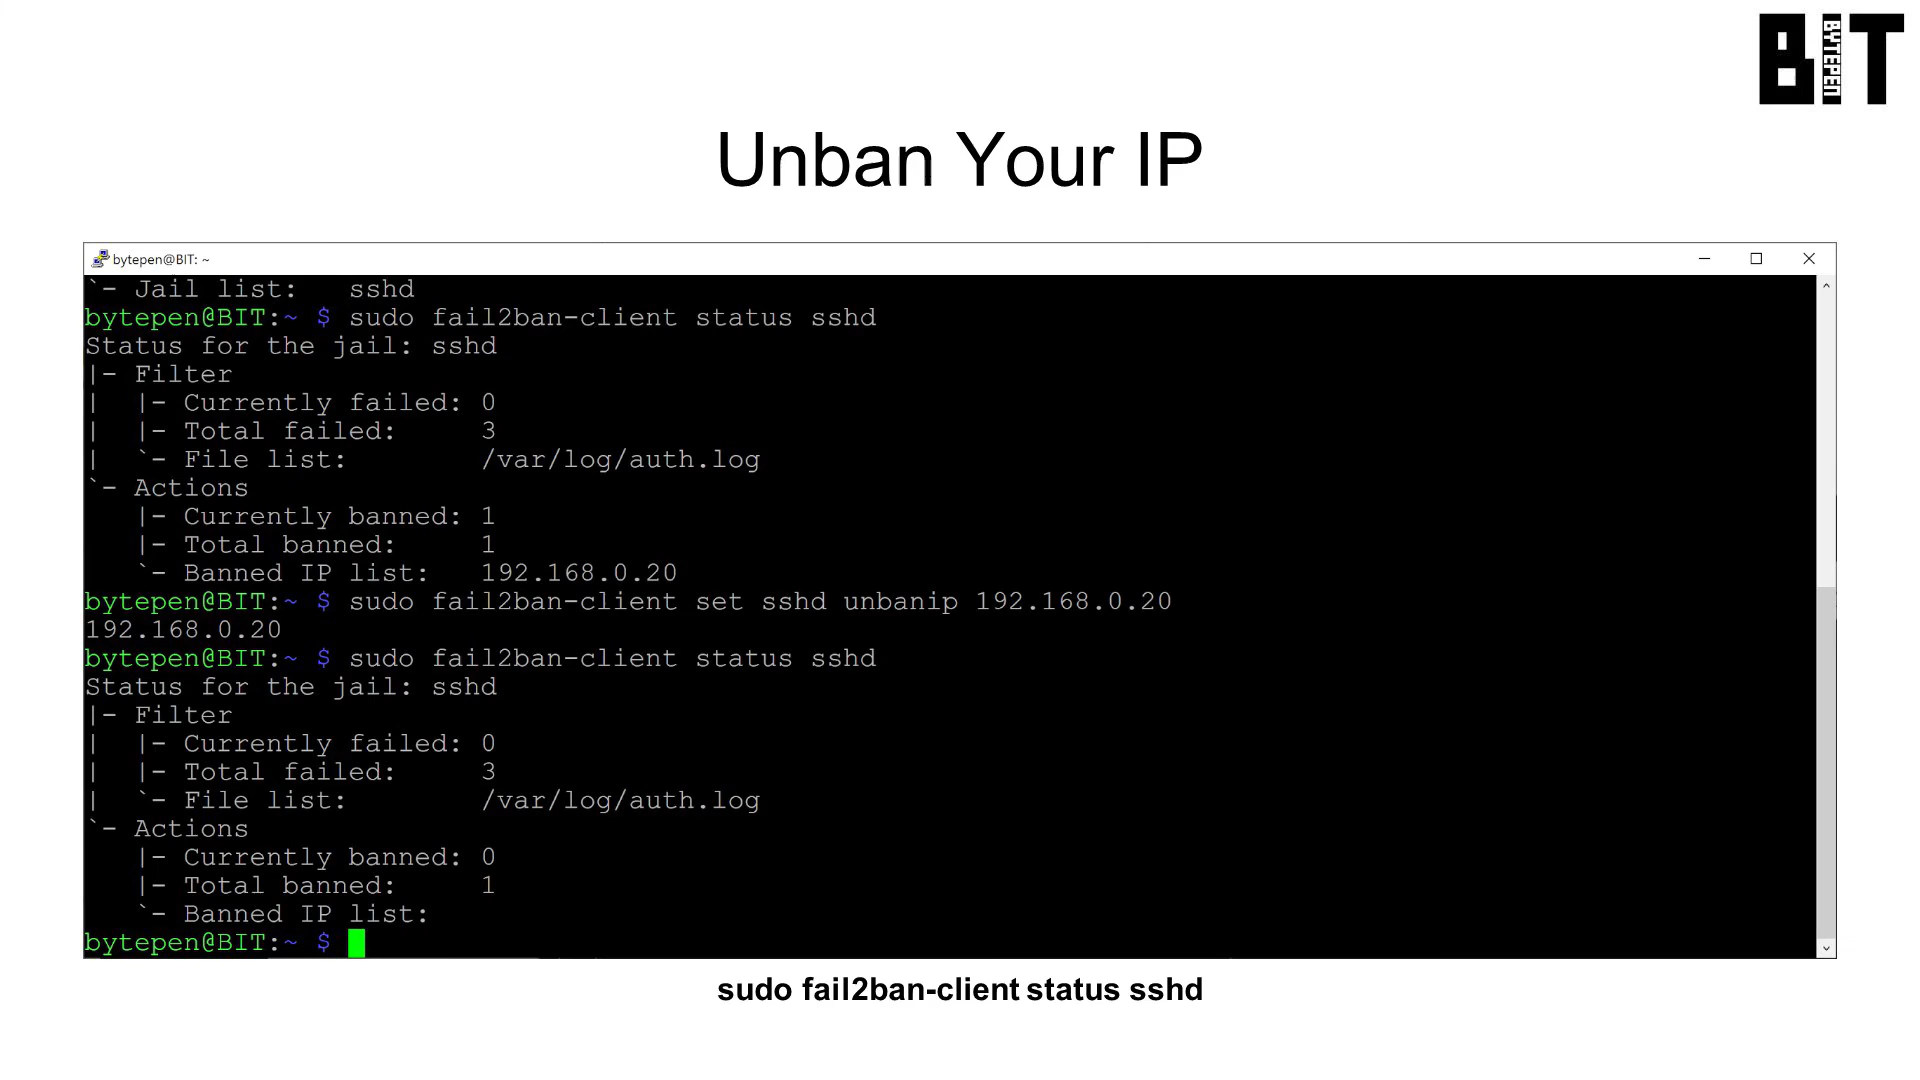 BiT
BYTEPEN
Unban Your IP
bytepen@BIT: ~
`- Jail list:   sshd
bytepen@BIT:~ $ sudo fail2ban-client status sshd
Status for the jail: sshd
|- Filter
|  |- Currently failed: 0
|  |- Total failed:     3
|  `- File list:        /var/log/auth.log
`- Actions
   |- Currently banned: 1
   |- Total banned:     1
   `- Banned IP list:   192.168.0.20
bytepen@BIT:~ $ sudo fail2ban-client set sshd unbanip 192.168.0.20
192.168.0.20
bytepen@BIT:~ $ sudo fail2ban-client status sshd
Status for the jail: sshd
|- Filter
|  |- Currently failed: 0
|  |- Total failed:     3
|  `- File list:        /var/log/auth.log
`- Actions
   |- Currently banned: 0
   |- Total banned:     1
   `- Banned IP list:
bytepen@BIT:~ $
sudo fail2ban-client status sshd